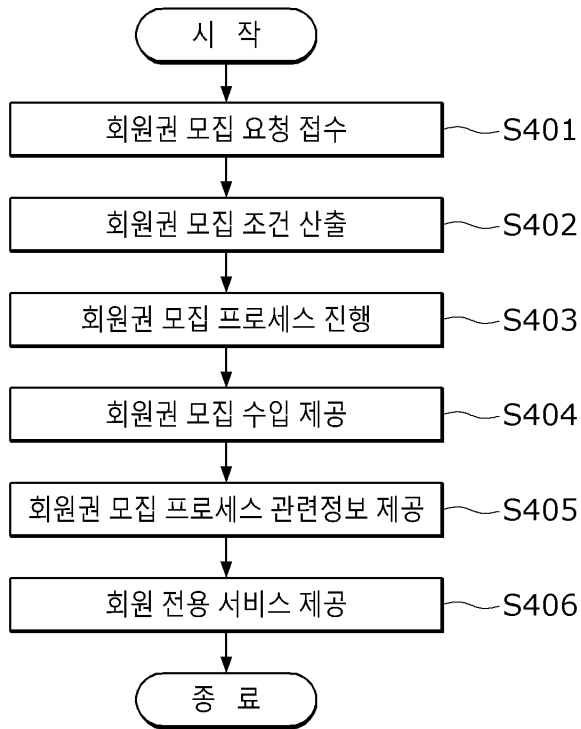 시 작
회원권 모집 요청 접수
S401
회원권 모집 조건 산출
S402
회원권 모집 프로세스 진행
S403
회원권 모집 수입 제공
S404
회원권 모집 프로세스 관련정보 제공
S405
회원 전용 서비스 제공
S406
종 료